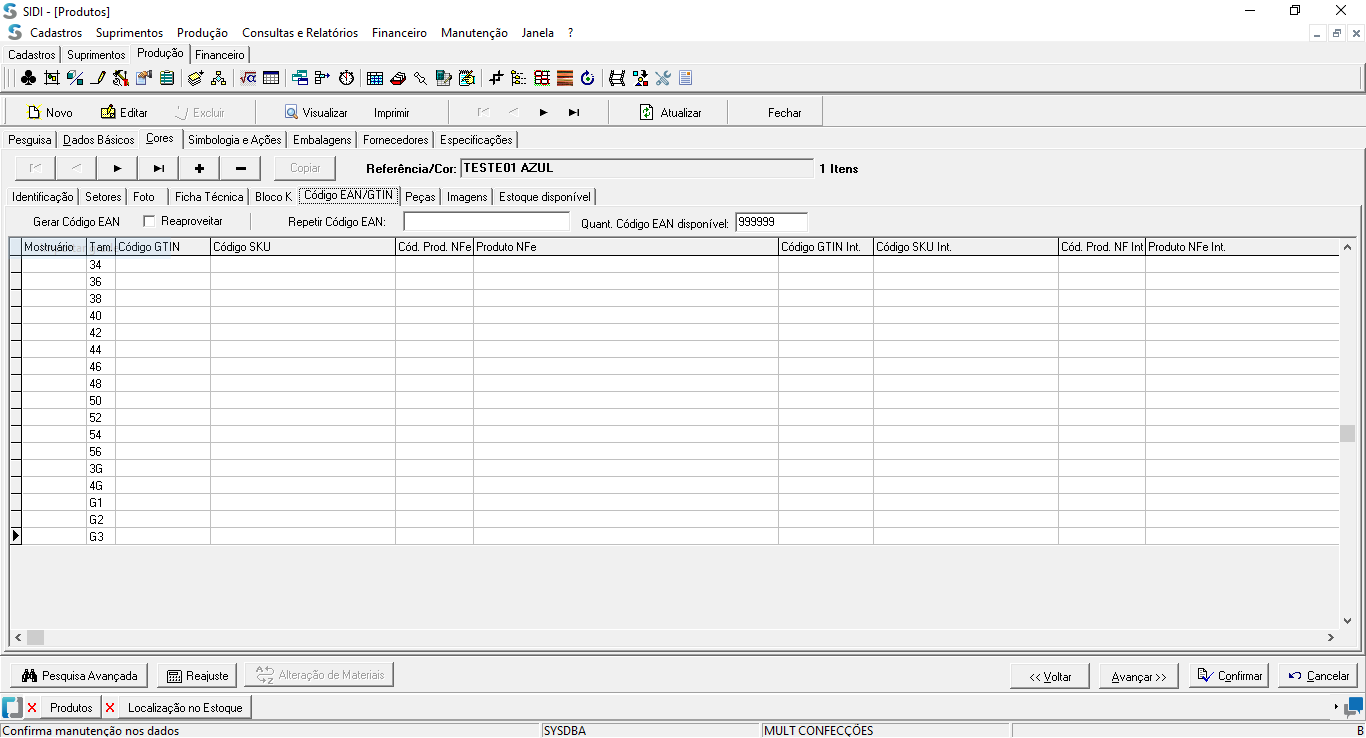 SIDI - [Produtos]
Cadastros Suprimentos Produção Consultas e Relatórios Financeiro Manutenção Janela ?
Cadastros Suprimentos Produção Financeiro
Novo Editar Excluir Visualizar Imprimir Atualizar Fechar
Pesquisa Dados Básicos Cores Simbologia e Ações Embalagens Fornecedores Especificações
Copiar Referência/Cor: TESTE01 AZUL 1 Itens
Identificação Setores Foto Ficha Técnica Bloco K Código EAN/GTIN Peças Imagens Estoque disponível
Gerar Código EAN Reaproveitar Repetir Código EAN: Quant. Código EAN disponível: 999999
Mostruário Tam. Código GTIN Código SKU Cód. Prod. NFe Produto NFe Código GTIN Int. Código SKU Int. Cód. Prod. NF Int Produto NFe Int.
34
36
38
40
42
44
46
48
50
52
54
56
3G
4G
G1
G2
G3
Pesquisa Avançada Reajuste Alteração de Materiais << Voltar Avançar >> Confirmar Cancelar
Produtos Localização no Estoque
Confirma manutenção nos dados SYSDBA MULT CONFECÇÕES B